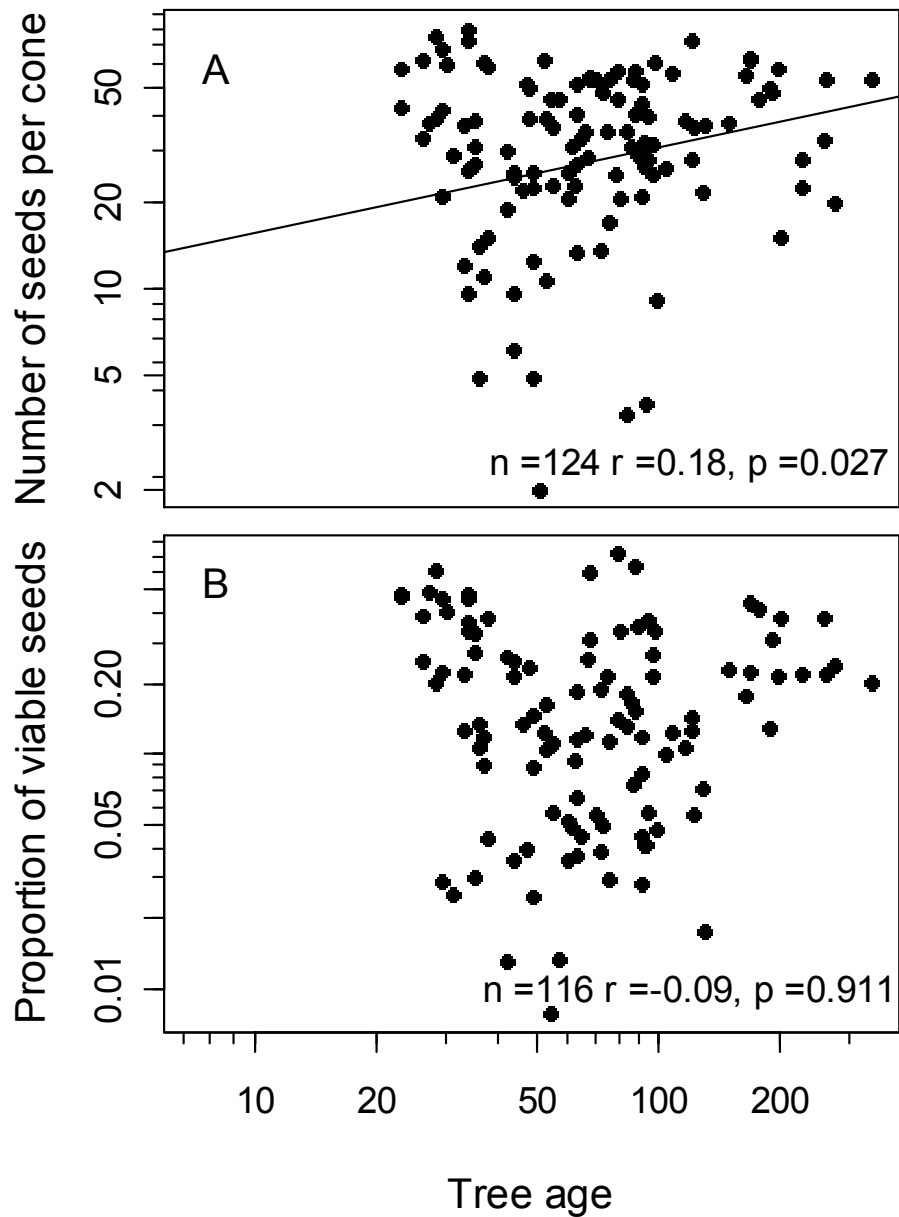 Number of seeds per cone
50
20
10
5
2
A
n =124 r =0.18, p =0.027
Proportion of viable seeds
0.20
0.05
0.01
B
n =116 r =-0.09, p =0.911
10 20 50 100 200
Tree age